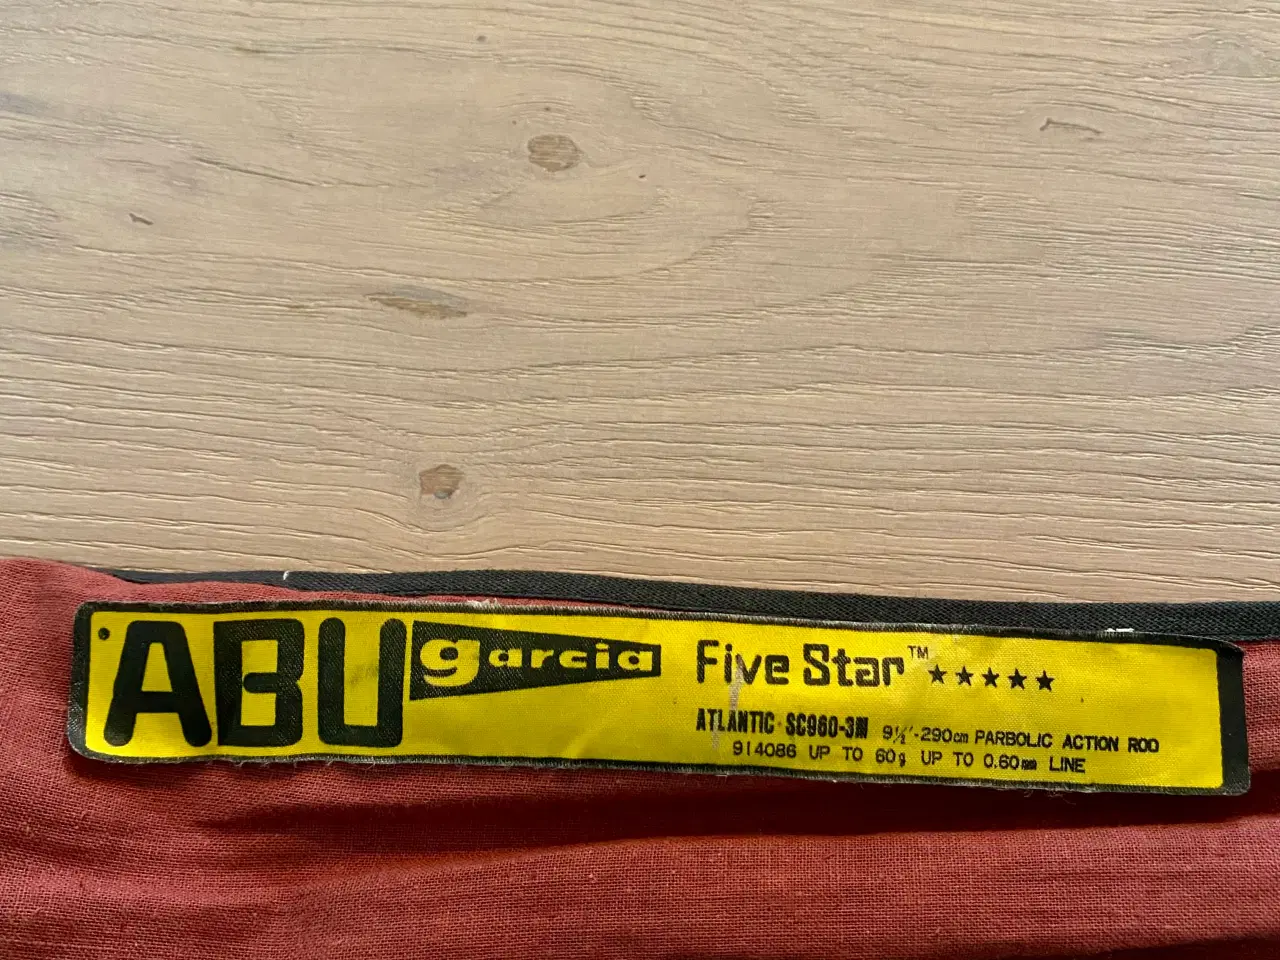 ABU garcia Five Star™ ★★★★★
ATLANTIC · SC960-3M 9½'-290cm PARBOLIC ACTION ROD
914086 UP TO 60g UP TO 0.60mm LINE